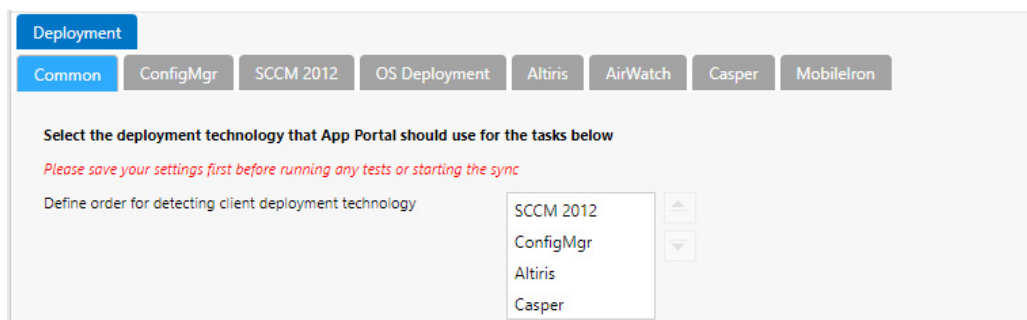 Deployment
Common ConfigMgr SCCM 2012 OS Deployment Altiris AirWatch Casper MobileIron
Select the deployment technology that App Portal should use for the tasks below
Please save your settings first before running any tests or starting the sync
Define order for detecting client deployment technology SCCM 2012
ConfigMgr
Altiris
Casper